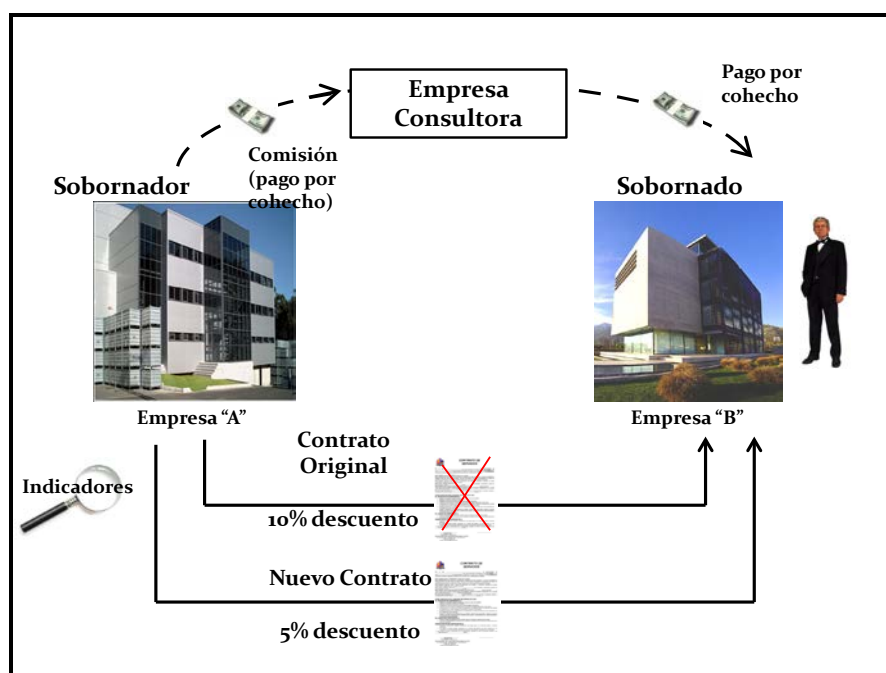 Empresa
Consultora
Pago por
cohecho
Comisión
(pago por
cohecho)
Sobornador
Sobornado
Empresa “A”
Empresa “B”
Indicadores
Contrato
Original
10% descuento
Nuevo Contrato
5% descuento